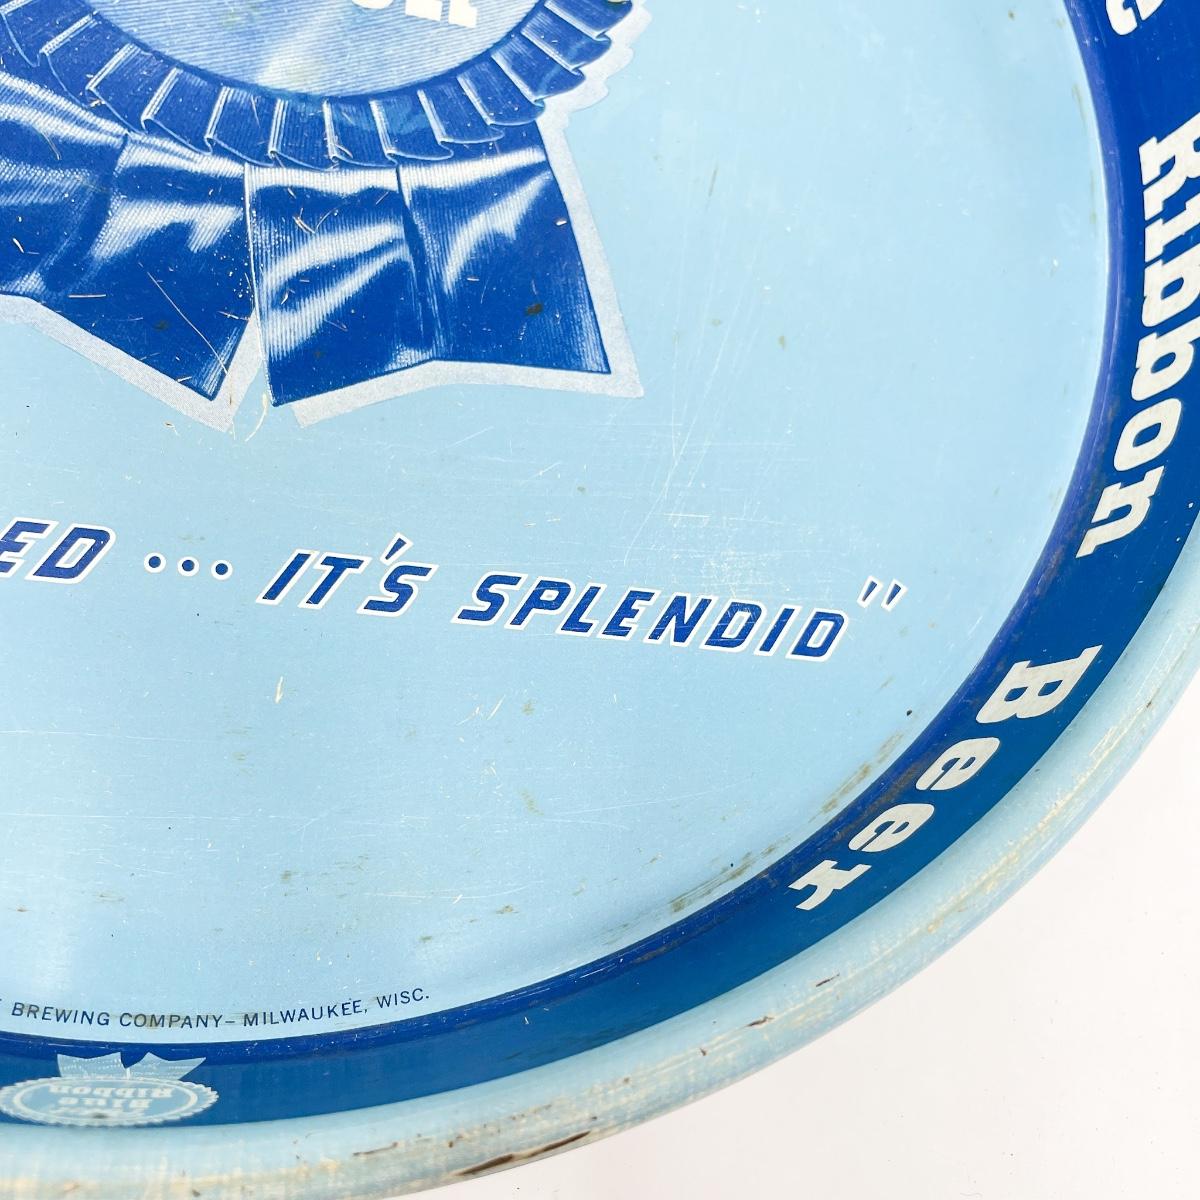 ED ... IT'S SPLENDID"
BREWING COMPANY– MILWAUKEE, WISC.
Ribbon Beer
Blue
Ribbon